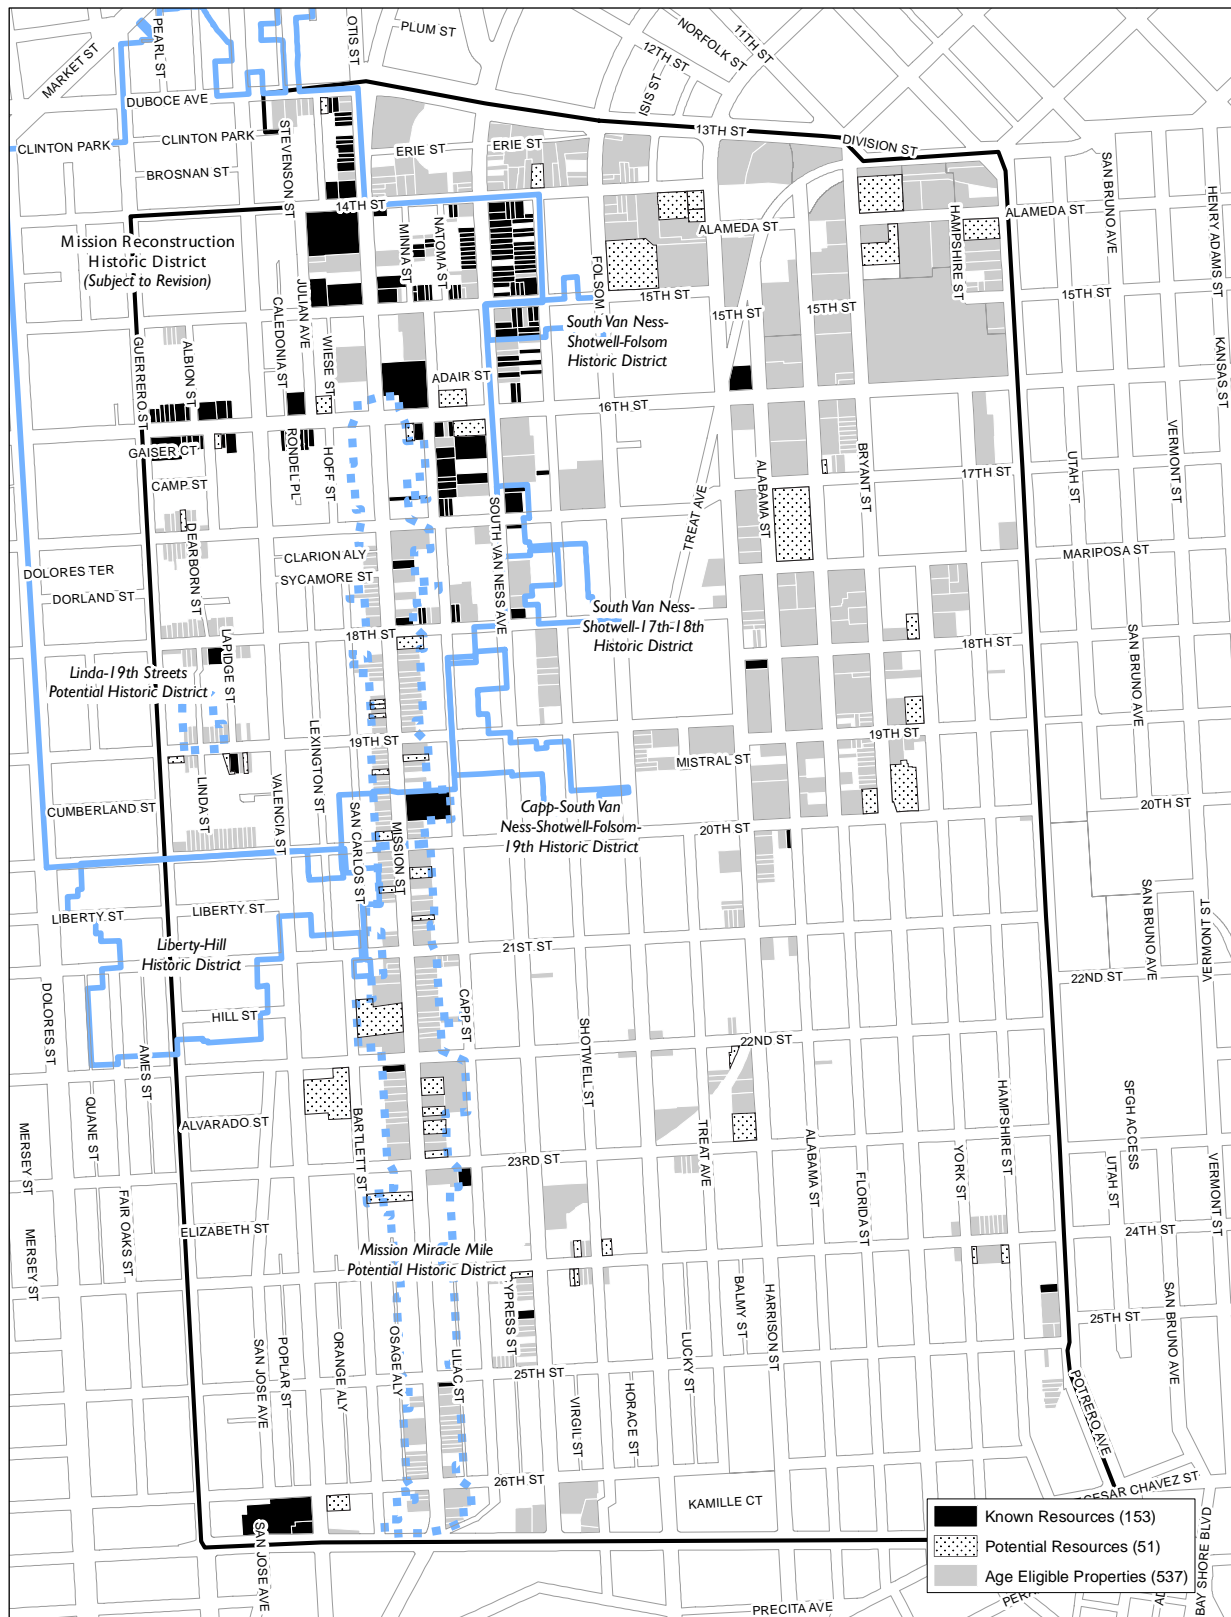 PEARL ST
OTIS ST
PLUM ST
NORFOLK ST
11TH ST
12TH ST
MARKET ST
ISIS ST
DUBOCE AVE
13TH ST
CLINTON PARK
CLINTON PARK
STEVENSON ST
ERIE ST
ERIE ST
DIVISION ST
BROSNAN ST
SAN BRUNO AVE
HENRY ADAMS ST
14TH ST
ALAMEDA ST
ALAMEDA ST
HAMPSHIRE ST
MINNA ST
NATOMA ST
Mission Reconstruction
Historic District
(Subject to Revision)
FOLSOM
JULIAN AVE
CALEDONIA ST
15TH ST
15TH ST
15TH ST
15TH ST
South Van Ness-
Shotwell-Folsom
Historic District
GUERRERO ST
ALBION ST
WIESE ST
ADAIR ST
KANSAS ST
16TH ST
GAISER CT
RONDEL PL
HOFF ST
VERMONT ST
UTAH ST
17TH ST
BRYANT ST
ALABAMA ST
CAMP ST
SOUTH VAN NESS AVE
TREAT AVE
DEARBORN ST
CLARION ALY
SYCAMORE ST
MARIPOSA ST
DOLORES TER
DORLAND ST
South Van Ness-
Shotwell-17th-18th
Historic District
18TH ST
18TH ST
LAPIDGE ST
SAN BRUNO AVE
Linda-19th Streets
Potential Historic District
LEXINGTON ST
19TH ST
19TH ST
MISTRAL ST
LINDA ST
VALENCIA ST
CUMBERLAND ST
SAN CARLOS ST
MISSION ST
Capp-South Van
Ness-Shotwell-Folsom-
19th Historic District
20TH ST
20TH ST
LIBERTY ST
LIBERTY ST
SAN BRUNO AVE
VERMONT ST
Liberty-Hill
Historic District
21ST ST
22ND ST
DOLORES ST
HILL ST
CAPP ST
SHOTWELL ST
22ND ST
AMES ST
QUANE ST
ALVARADO ST
BARTLETT ST
HAMPSHIRE ST
SFGH ACCESS
MERSEY ST
TREAT AVE
ALABAMA ST
YORK ST
23RD ST
UTAH ST
VERMONT ST
FLORIDA ST
FAIR OAKS ST
ELIZABETH ST
24TH ST
MERSEY ST
Mission Miracle Mile
Potential Historic District
BALMY ST
HARRISON ST
SAN BRUNO AVE
25TH ST
SAN JOSE AVE
POPLAR ST
ORANGE ALY
OSAGE ALY
LILAC ST
LUCKY ST
25TH ST
VIRGIL ST
HORACE ST
POTRERO AVE
26TH ST
KAMILLE CT
CESAR CHAVEZ ST
SAN JOSE AVE
BAY SHORE BLVD
PRECITA AVE
Known Resources (153)
Potential Resources (51)
Age Eligible Properties (537)